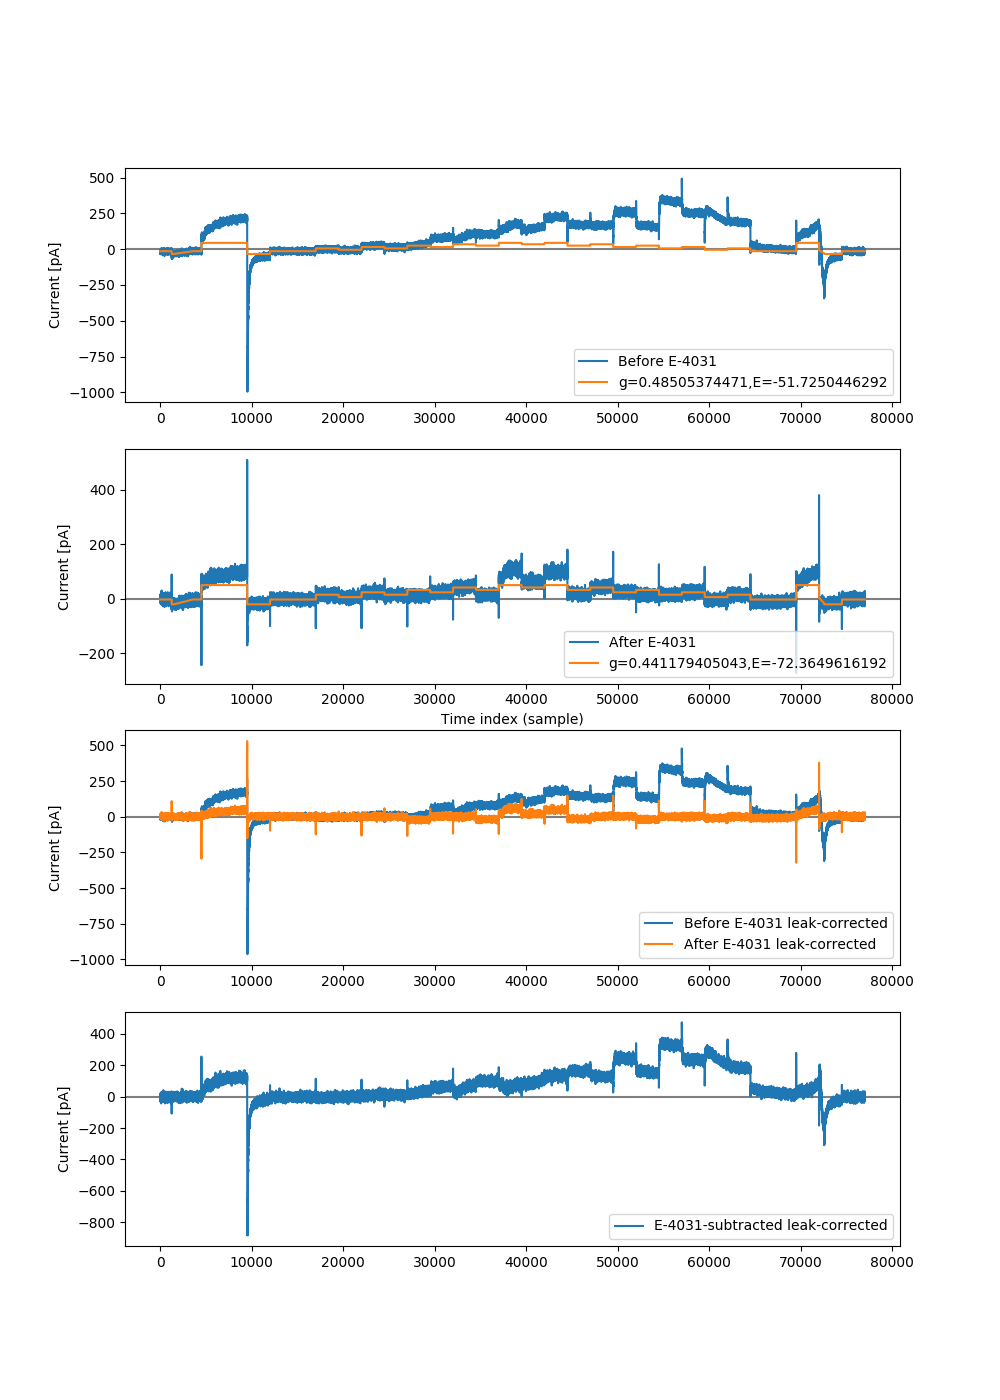 500
250
0
−250
−500
−750
−1000
Current [pA]
Before E-4031
g=0.48505374471,E=-51.7250446292
0 10000 20000 30000 40000 50000 60000 70000 80000
400
200
0
−200
Current [pA]
After E-4031
g=0.441179405043,E=-72.3649616192
0 10000 20000 30000 40000 50000 60000 70000 80000
Time index (sample)
500
250
0
−250
−500
−750
−1000
Current [pA]
Before E-4031 leak-corrected
After E-4031 leak-corrected
0 10000 20000 30000 40000 50000 60000 70000 80000
400
200
0
−200
−400
−600
−800
Current [pA]
E-4031-subtracted leak-corrected
0 10000 20000 30000 40000 50000 60000 70000 80000